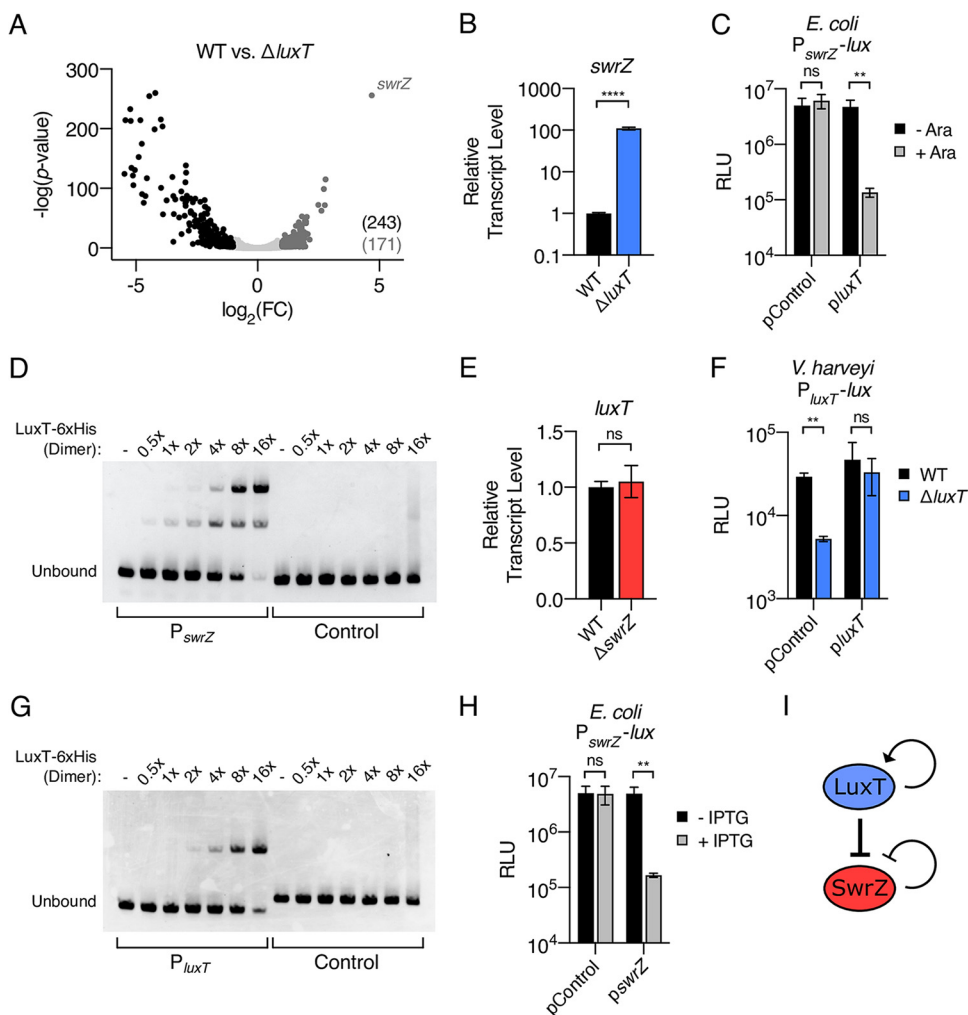 A
WT vs. ΔluxT
300
200
100
0
-log(p-value)
swrZ
(243)
(171)
-5 0 5
log2(FC)
B
swrZ
****
1000
100
10
1
0.1
Relative
Transcript Level
WT
ΔluxT
C
E. coli
PswrZ-lux
ns **
10^7
10^6
10^5
10^4
RLU
- Ara
+ Ara
pControl
pluxT
D
LuxT-6xHis
(Dimer):
- 0.5x 1x 2x 4x 8x 16x - 0.5x 1x 2x 4x 8x 16x
Unbound
PswrZ Control
E
luxT
ns
1.5
1.0
0.5
0.0
Relative
Transcript Level
WT
ΔswrZ
F
V. harveyi
PluxT-lux
** ns
10^5
10^4
10^3
RLU
WT
ΔluxT
pControl
pluxT
G
LuxT-6xHis
(Dimer):
- 0.5x 1x 2x 4x 8x 16x - 0.5x 1x 2x 4x 8x 16x
Unbound
PluxT Control
H
E. coli
PswrZ-lux
ns **
10^7
10^6
10^5
10^4
RLU
- IPTG
+ IPTG
pControl
pswrZ
I
LuxT
SwrZ